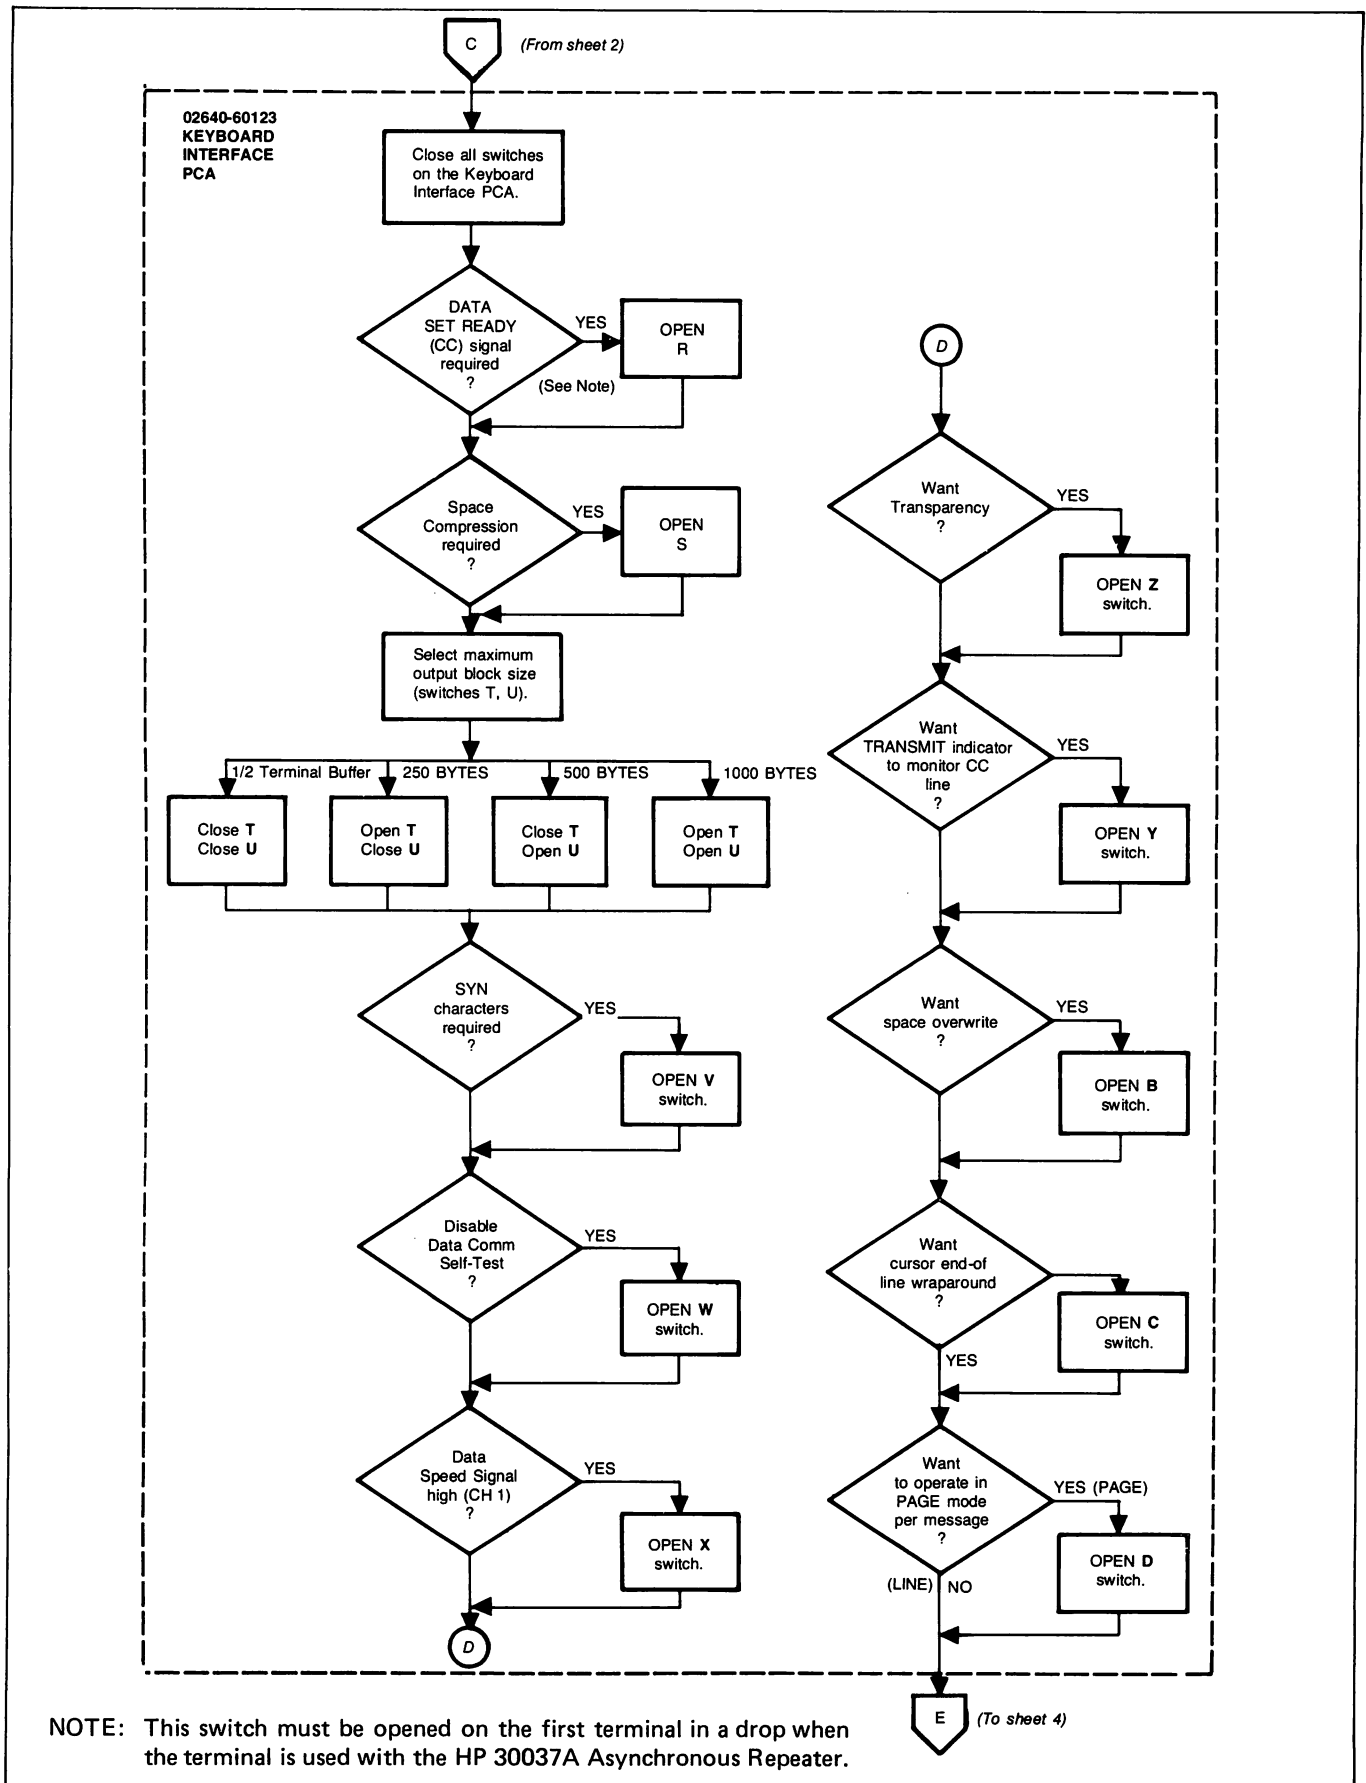 C
(From sheet 2)
02640-60123
KEYBOARD
INTERFACE
PCA
Close all switches
on the Keyboard
Interface PCA.
DATA
SET READY
(CC) signal
required
?
YES
(See Note)
OPEN
R
Space
Compression
required
?
YES
OPEN
S
Select maximum
output block size
(switches T, U).
1/2 Terminal Buffer
250 BYTES
500 BYTES
1000 BYTES
Close T
Close U
Open T
Close U
Close T
Open U
Open T
Open U
SYN
characters
required
?
YES
OPEN V
switch.
Disable
Data Comm
Self-Test
?
YES
OPEN W
switch.
Data
Speed Signal
high (CH 1)
?
YES
OPEN X
switch.
D
D
Want
Transparency
?
YES
OPEN Z
switch.
Want
TRANSMIT indicator
to monitor CC
line
?
YES
OPEN Y
switch.
Want
space overwrite
?
YES
OPEN B
switch.
Want
cursor end-of
line wraparound
?
OPEN C
switch.
YES
Want
to operate in
PAGE mode
per message
?
YES (PAGE)
OPEN D
switch.
(LINE) NO
E
(To sheet 4)
NOTE: This switch must be opened on the first terminal in a drop when
the terminal is used with the HP 30037A Asynchronous Repeater.